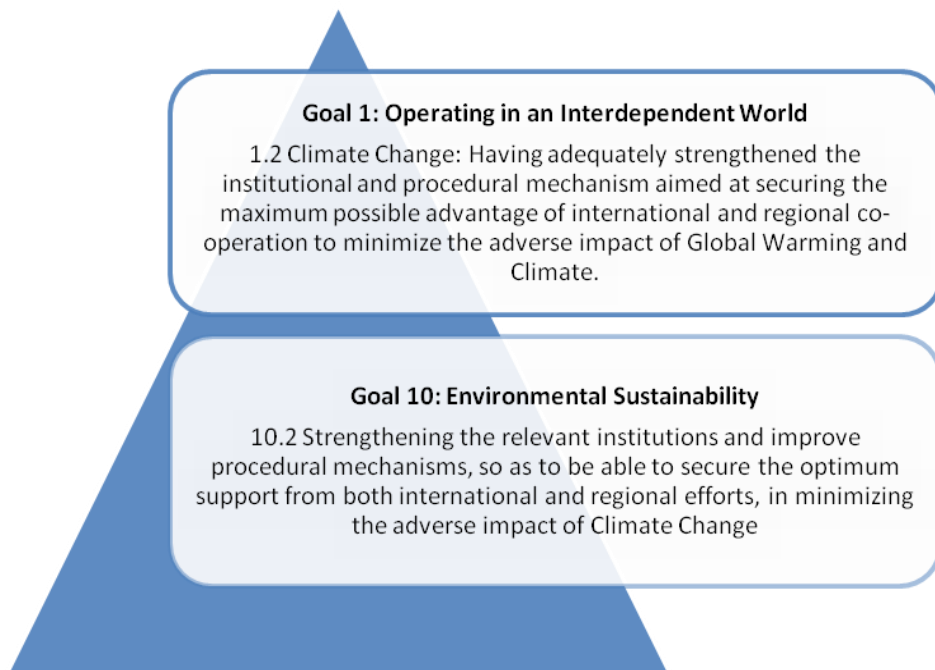 Goal 1: Operating in an Interdependent World
1.2 Climate Change: Having adequately strengthened the
institutional and procedural mechanism aimed at securing the
maximum possible advantage of international and regional co-
operation to minimize the adverse impact of Global Warming and
Climate.
Goal 10: Environmental Sustainability
10.2 Strengthening the relevant institutions and improve
procedural mechanisms, so as to be able to secure the optimum
support from both international and regional efforts, in minimizing
the adverse impact of Climate Change